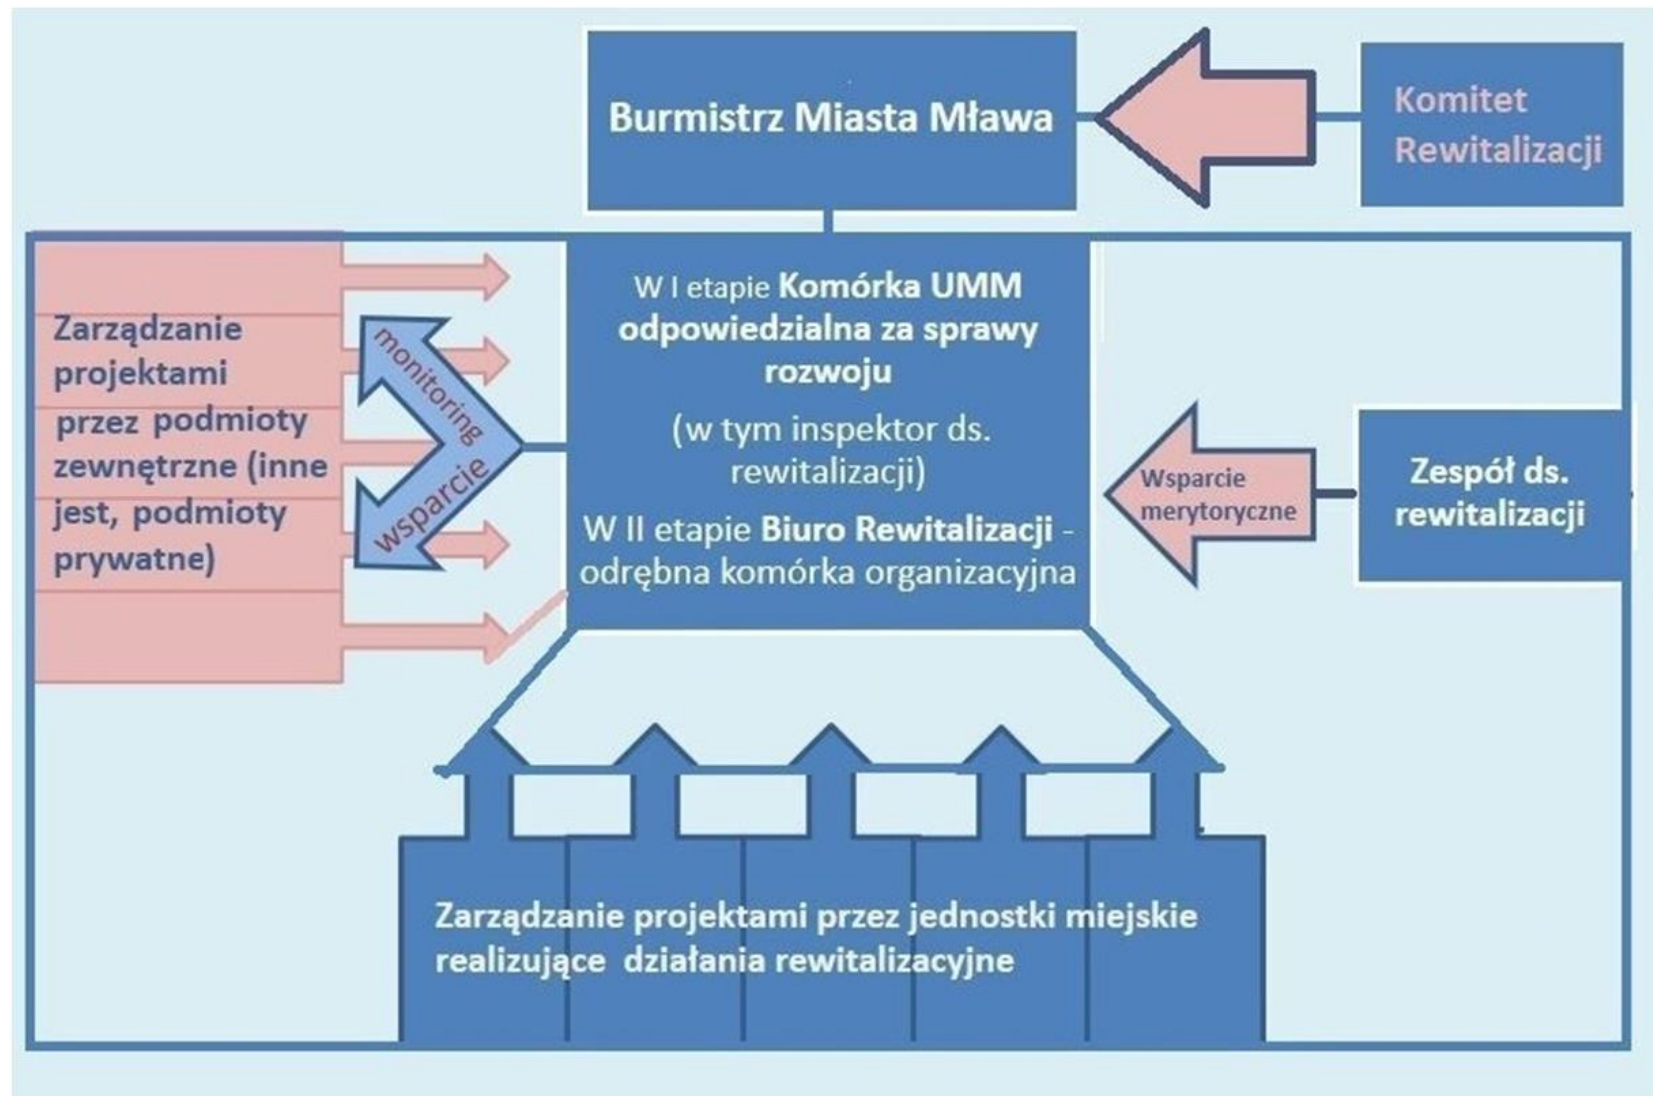 Burmistrz Miasta Mława
Komitet
Rewitalizacji
Zarządzanie
projektami
przez podmioty
zewnętrzne (inne
jest, podmioty
prywatne)
monitoring
wsparcie
W I etapie Komórka UMM
odpowiedzialna za sprawy
rozwoju
(w tym inspektor ds.
rewitalizacji)
W II etapie Biuro Rewitalizacji -
odrębna komórka organizacyjna
Wsparcie
merytoryczne
Zespół ds.
rewitalizacji
Zarządzanie projektami przez jednostki miejskie
realizujące działania rewitalizacyjne